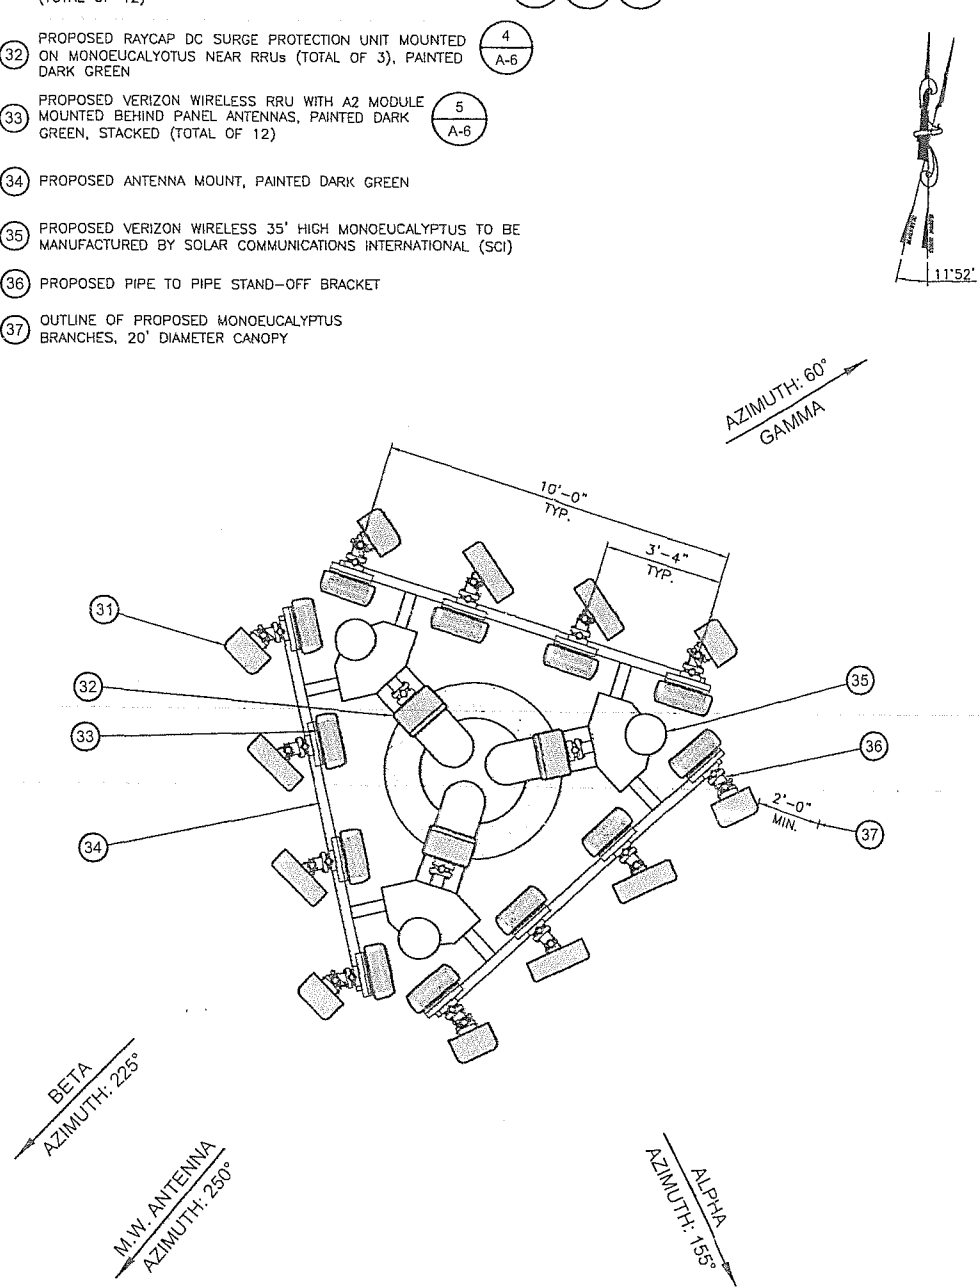 (TOTAL OF 12)
32 PROPOSED RAYCAP DC SURGE PROTECTION UNIT MOUNTED
ON MONOEUCALYOTUS NEAR RRUs (TOTAL OF 3), PAINTED
DARK GREEN
4
A-6
33 PROPOSED VERIZON WIRELESS RRU WITH A2 MODULE
MOUNTED BEHIND PANEL ANTENNAS, PAINTED DARK
GREEN, STACKED (TOTAL OF 12)
5
A-6
34 PROPOSED ANTENNA MOUNT, PAINTED DARK GREEN
35 PROPOSED VERIZON WIRELESS 35' HIGH MONOEUCALYPTUS TO BE
MANUFACTURED BY SOLAR COMMUNICATIONS INTERNATIONAL (SCI)
36 PROPOSED PIPE TO PIPE STAND-OFF BRACKET
37 OUTLINE OF PROPOSED MONOEUCALYPTUS
BRANCHES, 20' DIAMETER CANOPY
11°52'
AZIMUTH: 60°
GAMMA
10'-0"
TYP.
3'-4"
TYP.
31
32
33
34
35
36
2'-0"
MIN.
37
BETA
AZIMUTH: 225°
M.W. ANTENNA
AZIMUTH: 250°
ALPHA
AZIMUTH: 155°